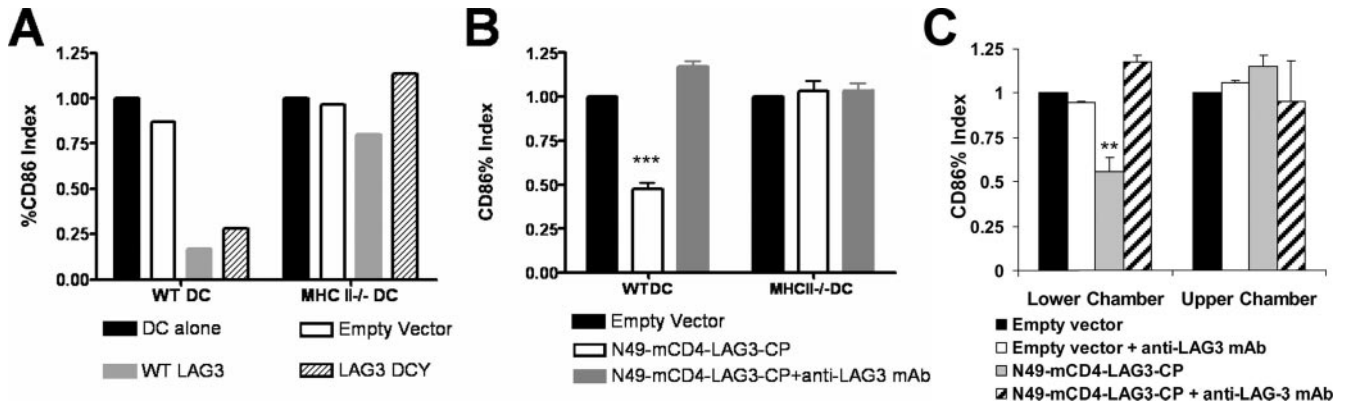 A
%CD86 Index
1.25
1.00
0.75
0.50
0.25
0.00
WT DC
MHC II-/- DC
DC alone
Empty Vector
WT LAG3
LAG3 DCY
B
CD86% Index
1.25
1.00
0.75
0.50
0.25
0.00
***
WT DC
MHCII-/-DC
Empty Vector
N49-mCD4-LAG3-CP
N49-mCD4-LAG3-CP+anti-LAG3 mAb
C
CD86% Index
1.25
1
0.75
0.5
0.25
0
**
Lower Chamber
Upper Chamber
Empty vector
Empty vector + anti-LAG3 mAb
N49-mCD4-LAG3-CP
N49-mCD4-LAG3-CP + anti-LAG-3 mAb